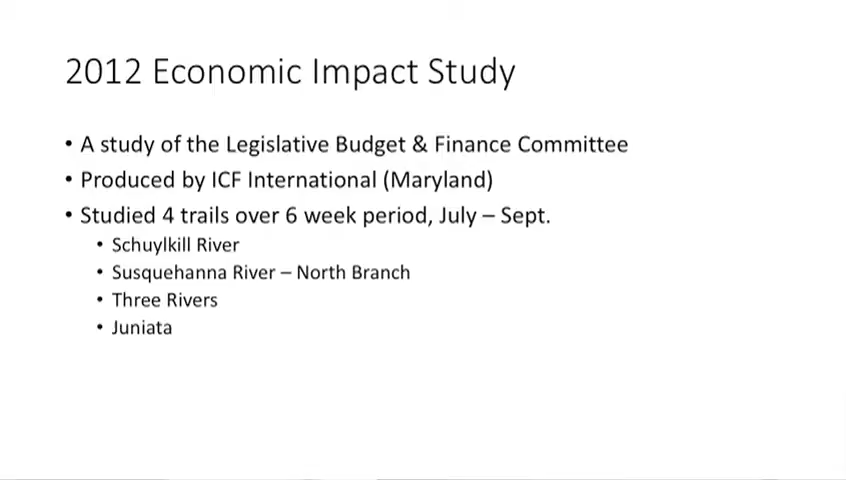 2012 Economic Impact Study
• A study of the Legislative Budget & Finance Committee
• Produced by ICF International (Maryland)
• Studied 4 trails over 6 week period, July – Sept.
• Schuylkill River
• Susquehanna River – North Branch
• Three Rivers
• Juniata